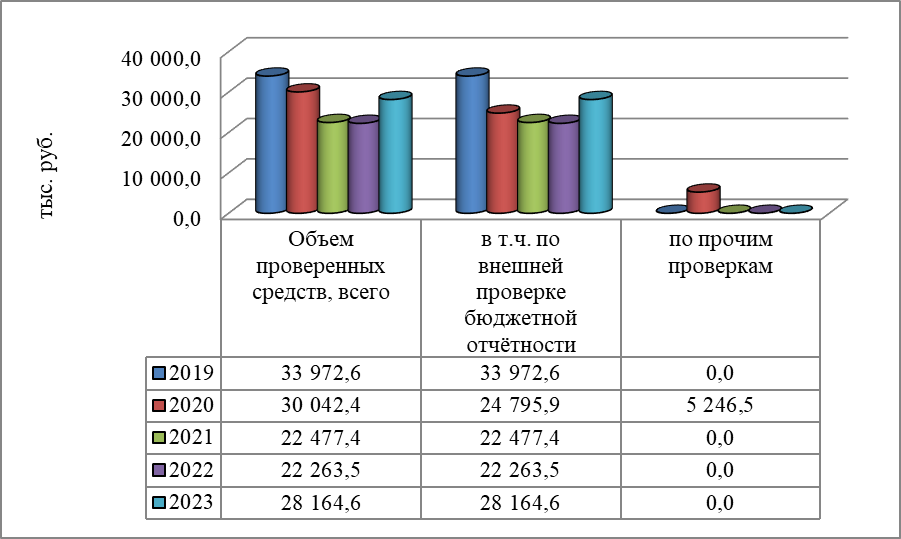 тыс. руб.
40 000,0
30 000,0
20 000,0
10 000,0
0,0
Объем
проверенных
средств, всего
в т.ч. по
внешней
проверке
бюджетной
отчётности
по прочим
проверкам
2019 33 972,6 33 972,6 0,0
2020 30 042,4 24 795,9 5 246,5
2021 22 477,4 22 477,4 0,0
2022 22 263,5 22 263,5 0,0
2023 28 164,6 28 164,6 0,0